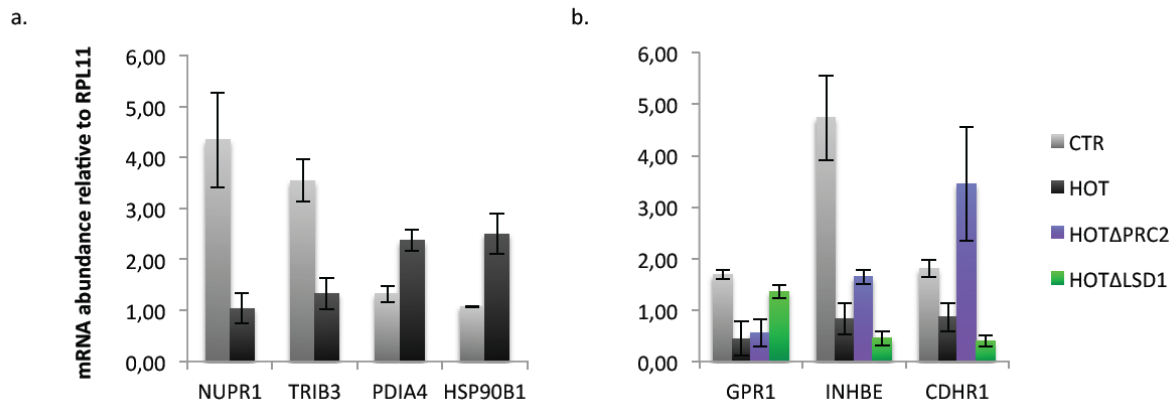 a.
mRNA abundance relative to RPL11
6,00
5,00
4,00
3,00
2,00
1,00
0,00
NUPR1 TRIB3 PDIA4 HSP90B1
b.
6,00
5,00
4,00
3,00
2,00
1,00
0,00
GPR1 INHBE CDHR1
CTR
HOT
HOTΔPRC2
HOTΔLSD1